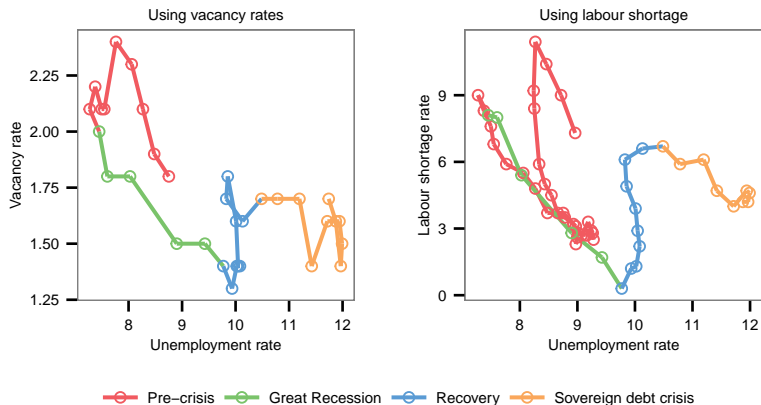 Using vacancy rates
Using labour shortage
Vacancy rate
2.25
2.00
1.75
1.50
1.25
8 9 10 11 12
Unemployment rate
Labour shortage rate
9
6
3
0
8 9 10 11 12
Unemployment rate
Pre−crisis Great Recession Recovery Sovereign debt crisis